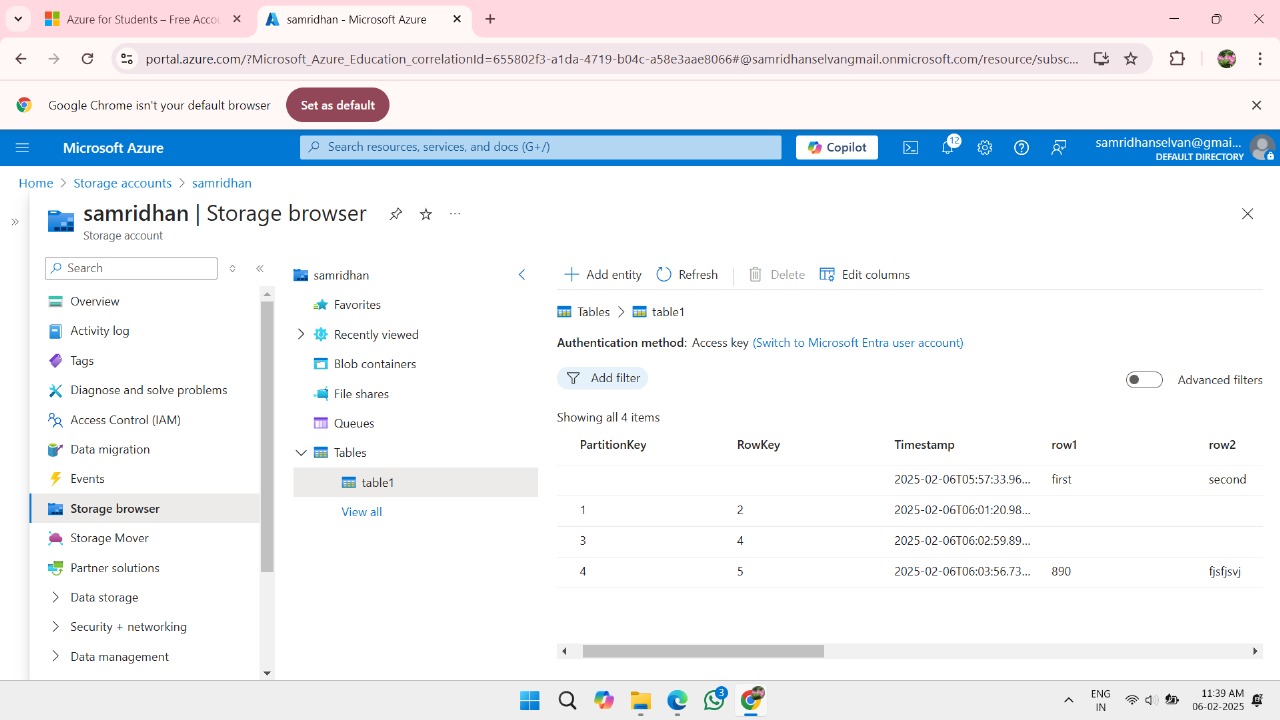 Azure for Students – Free Accou
samridhan - Microsoft Azure
portal.azure.com/?Microsoft_Azure_Education_correlationId=655892f3-a1da-4719-b04c-a58e3aae8066#@samridhanselvangmail.onmicrosoft.com/resource/subsc...
Google Chrome isn't your default browser Set as default
Microsoft Azure
Search resources, services, and docs (G+/)
Copilot
12
samridhanselvan@gmai...
DEFAULT DIRECTORY
Home > Storage accounts > samridhan
samridhan | Storage browser
Storage account
Search
Overview
Activity log
Tags
Diagnose and solve problems
Access Control (IAM)
Data migration
Events
Storage browser
Storage Mover
Partner solutions
Data storage
Security + networking
Data management
samridhan
Favorites
Recently viewed
Blob containers
File shares
Queues
Tables
table1
View all
Add entity Refresh Delete Edit columns
Tables > table1
Authentication method: Access key (Switch to Microsoft Entra user account)
Add filter
Advanced filters
Showing all 4 items
PartitionKey RowKey Timestamp row1 row2
2025-02-06T05:57:33.96... first second
1 2 2025-02-06T06:01:20.98...
3 4 2025-02-06T06:02:59.89...
4 5 2025-02-06T06:03:56.73... 890 fjsfjsvj
3
ENG
IN
11:39 AM
06-02-2025